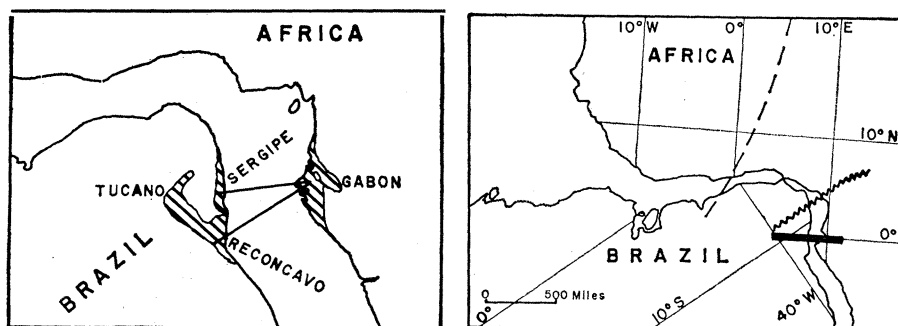 AFRICA
SERGIPE
TUCANO
GABON
RECONCAVO
BRAZIL
10°W
0°
10°E
AFRICA
10°N
0°
BRAZIL
0
500 Miles
0°
10°S
40°W